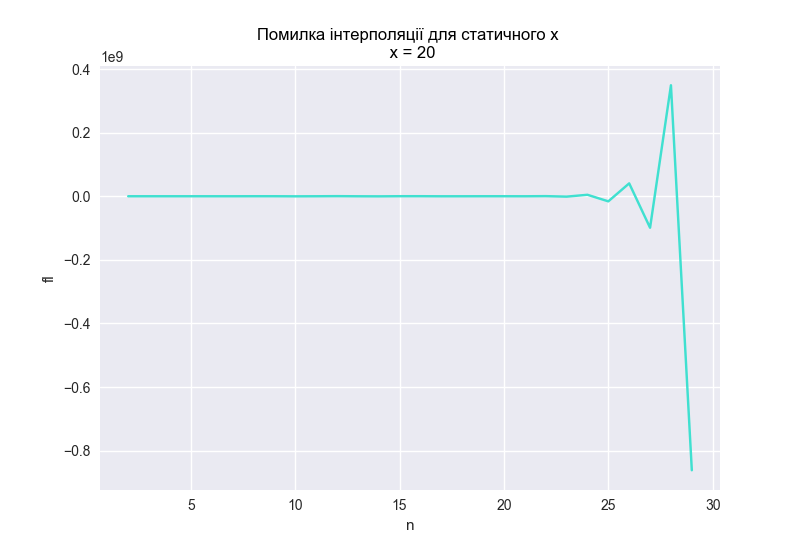 Помилка інтерполяції для статичного x
x = 20
1e9
0.4
0.2
0.0
−0.2
−0.4
−0.6
−0.8
fl
5
10
15
20
25
30
n